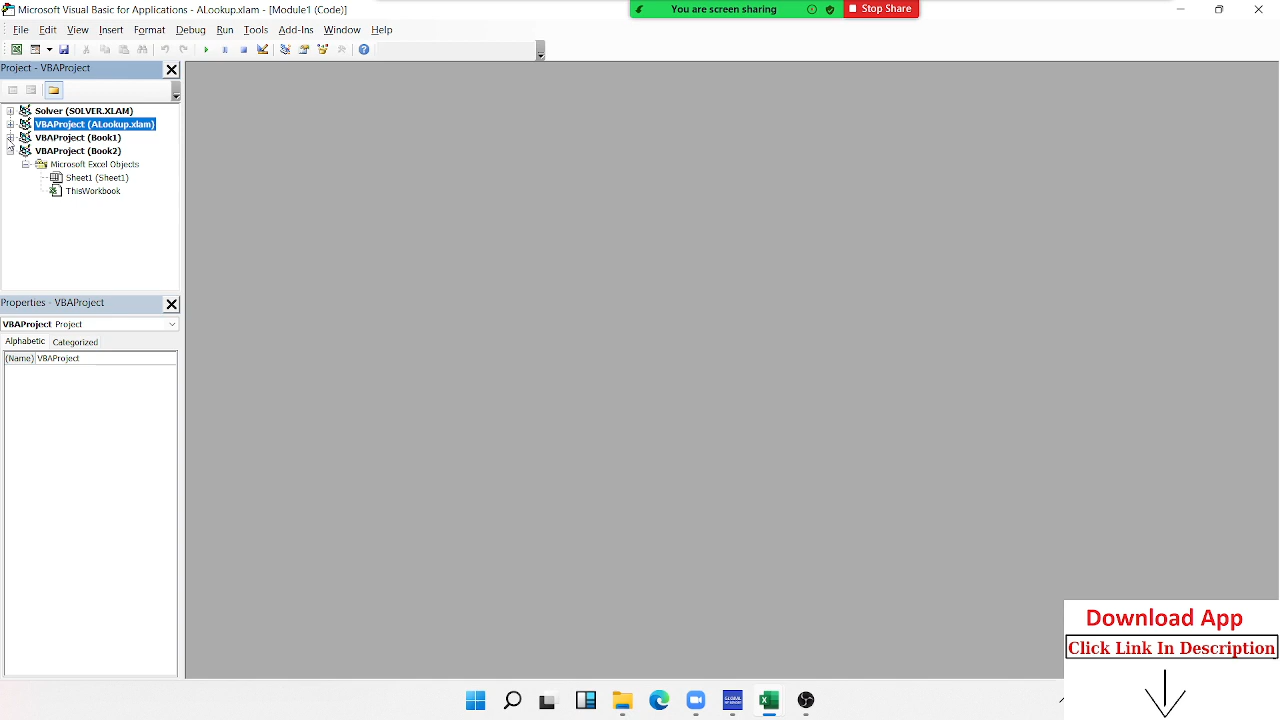 Microsoft Visual Basic for Applications - ALookup.xlam - [Module1 (Code)]
You are screen sharing
Stop Share
File Edit View Insert Format Debug Run Tools Add-Ins Window Help
Project - VBAProject
Solver (SOLVER.XLAM)
VBAProject (ALookup.xlam)
VBAProject (Book1)
VBAProject (Book2)
Microsoft Excel Objects
Sheet1 (Sheet1)
ThisWorkbook
Properties - VBAProject
VBAProject Project
Alphabetic Categorized
(Name) VBAProject
Download App
Click Link In Description